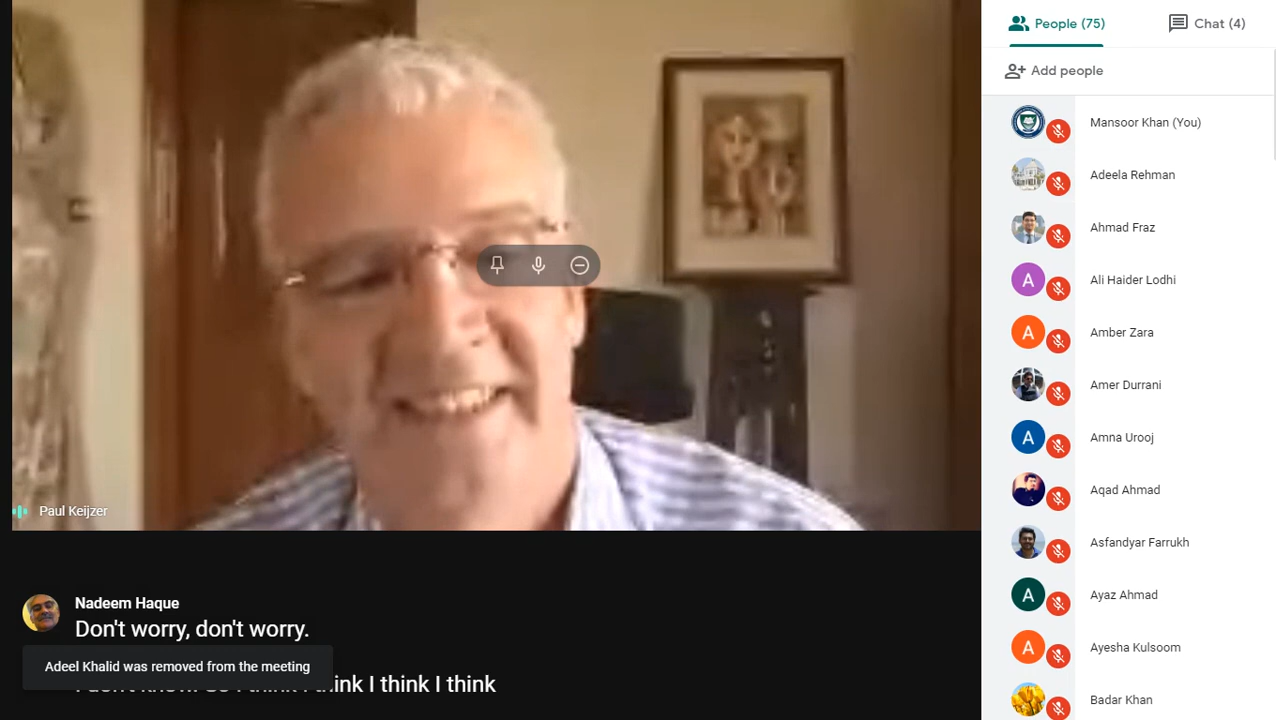 People (75)
Chat (4)
Add people
Mansoor Khan (You)
Adeela Rehman
Ahmad Fraz
A
Ali Haider Lodhi
A
Amber Zara
Amer Durrani
A
Amna Urooj
Aqad Ahmad
Asfandyar Farrukh
A
Ayaz Ahmad
A
Ayesha Kulsoom
Badar Khan
Paul Keijzer
Nadeem Haque
Don't worry, don't worry.
Adeel Khalid was removed from the meeting
I think I think I think